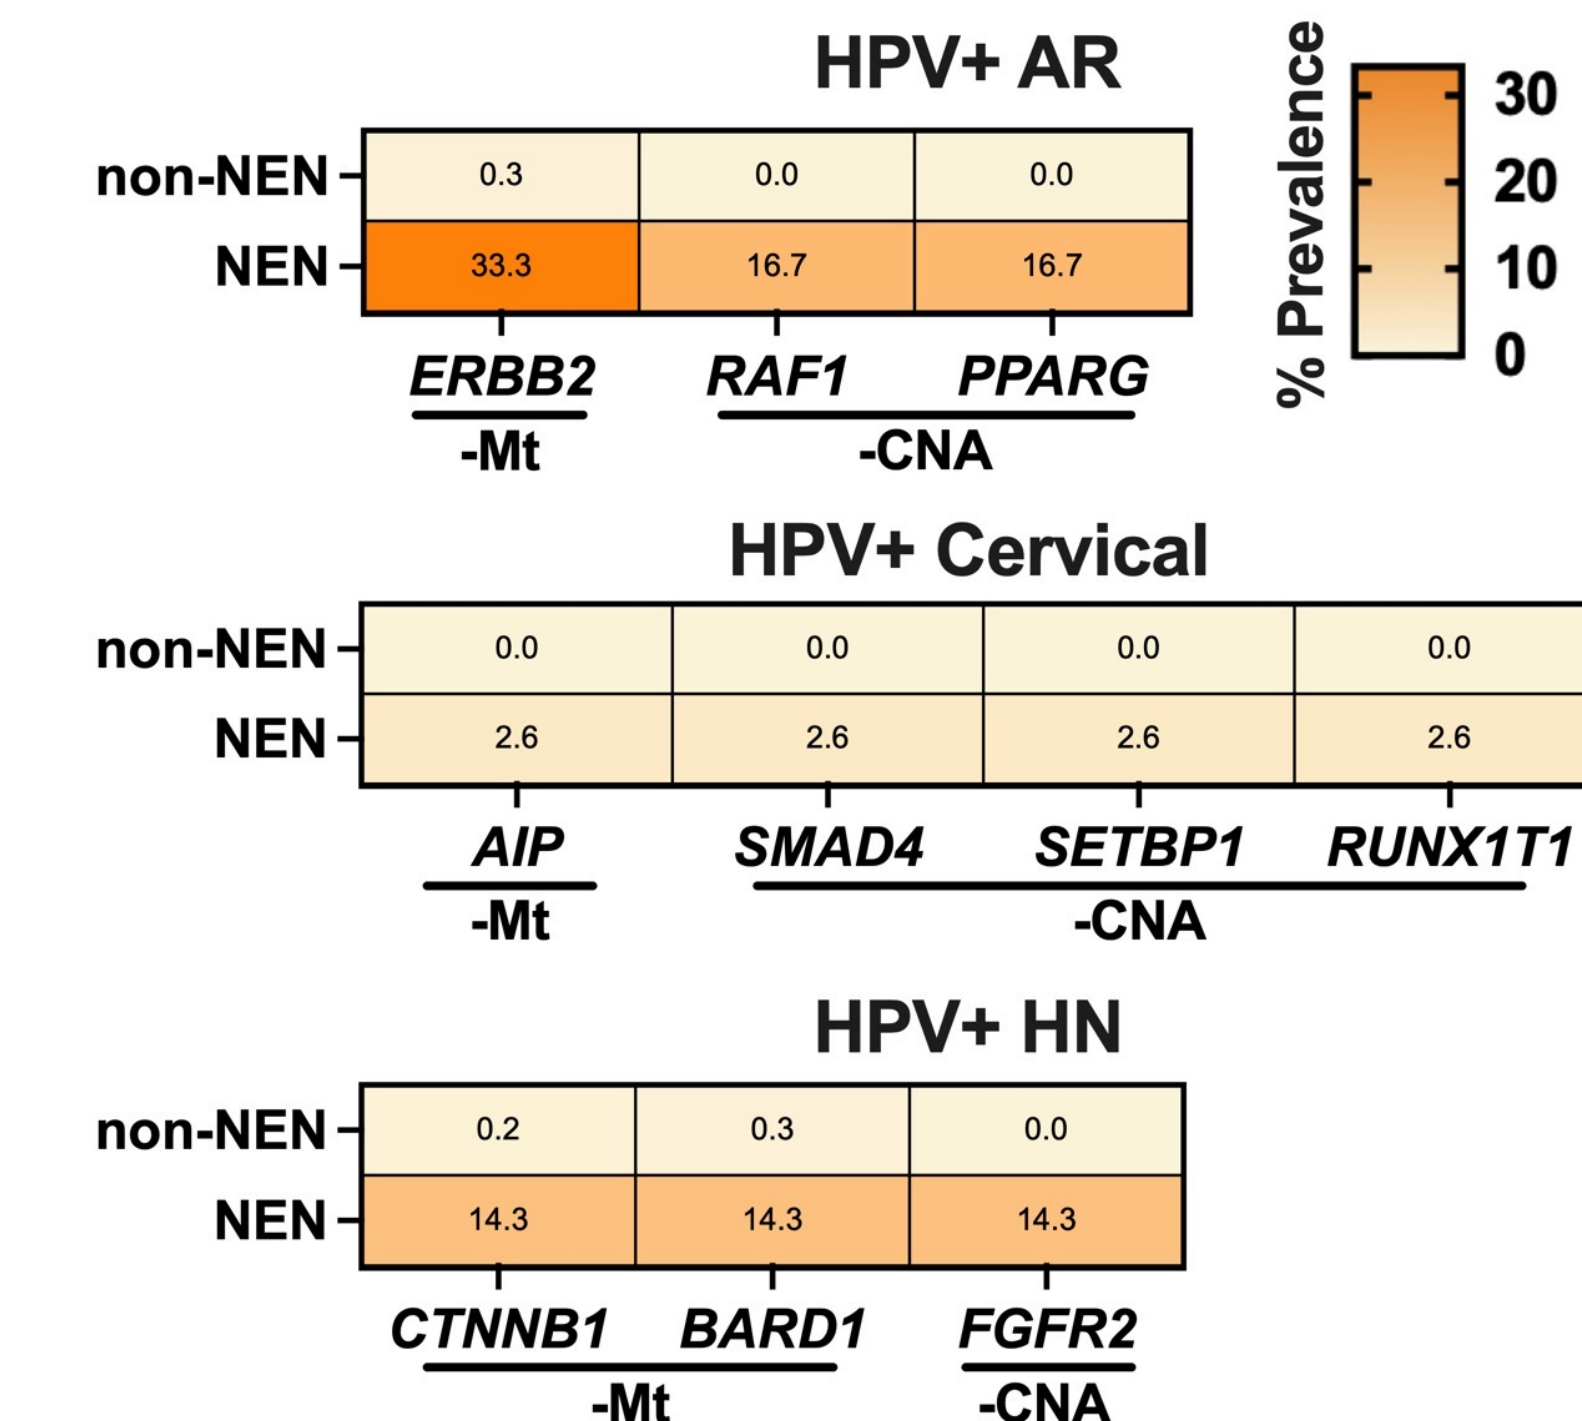 HPV+ AR
non-NEN 0.3 0.0 0.0
NEN 33.3 16.7 16.7
ERBB2 RAF1 PPARG
-Mt -CNA
% Prevalence
30
20
10
0
HPV+ Cervical
non-NEN 0.0 0.0 0.0 0.0
NEN 2.6 2.6 2.6 2.6
AIP SMAD4 SETBP1 RUNX1T1
-Mt -CNA
HPV+ HN
non-NEN 0.2 0.3 0.0
NEN 14.3 14.3 14.3
CTNNB1 BARD1 FGFR2
-Mt -CNA